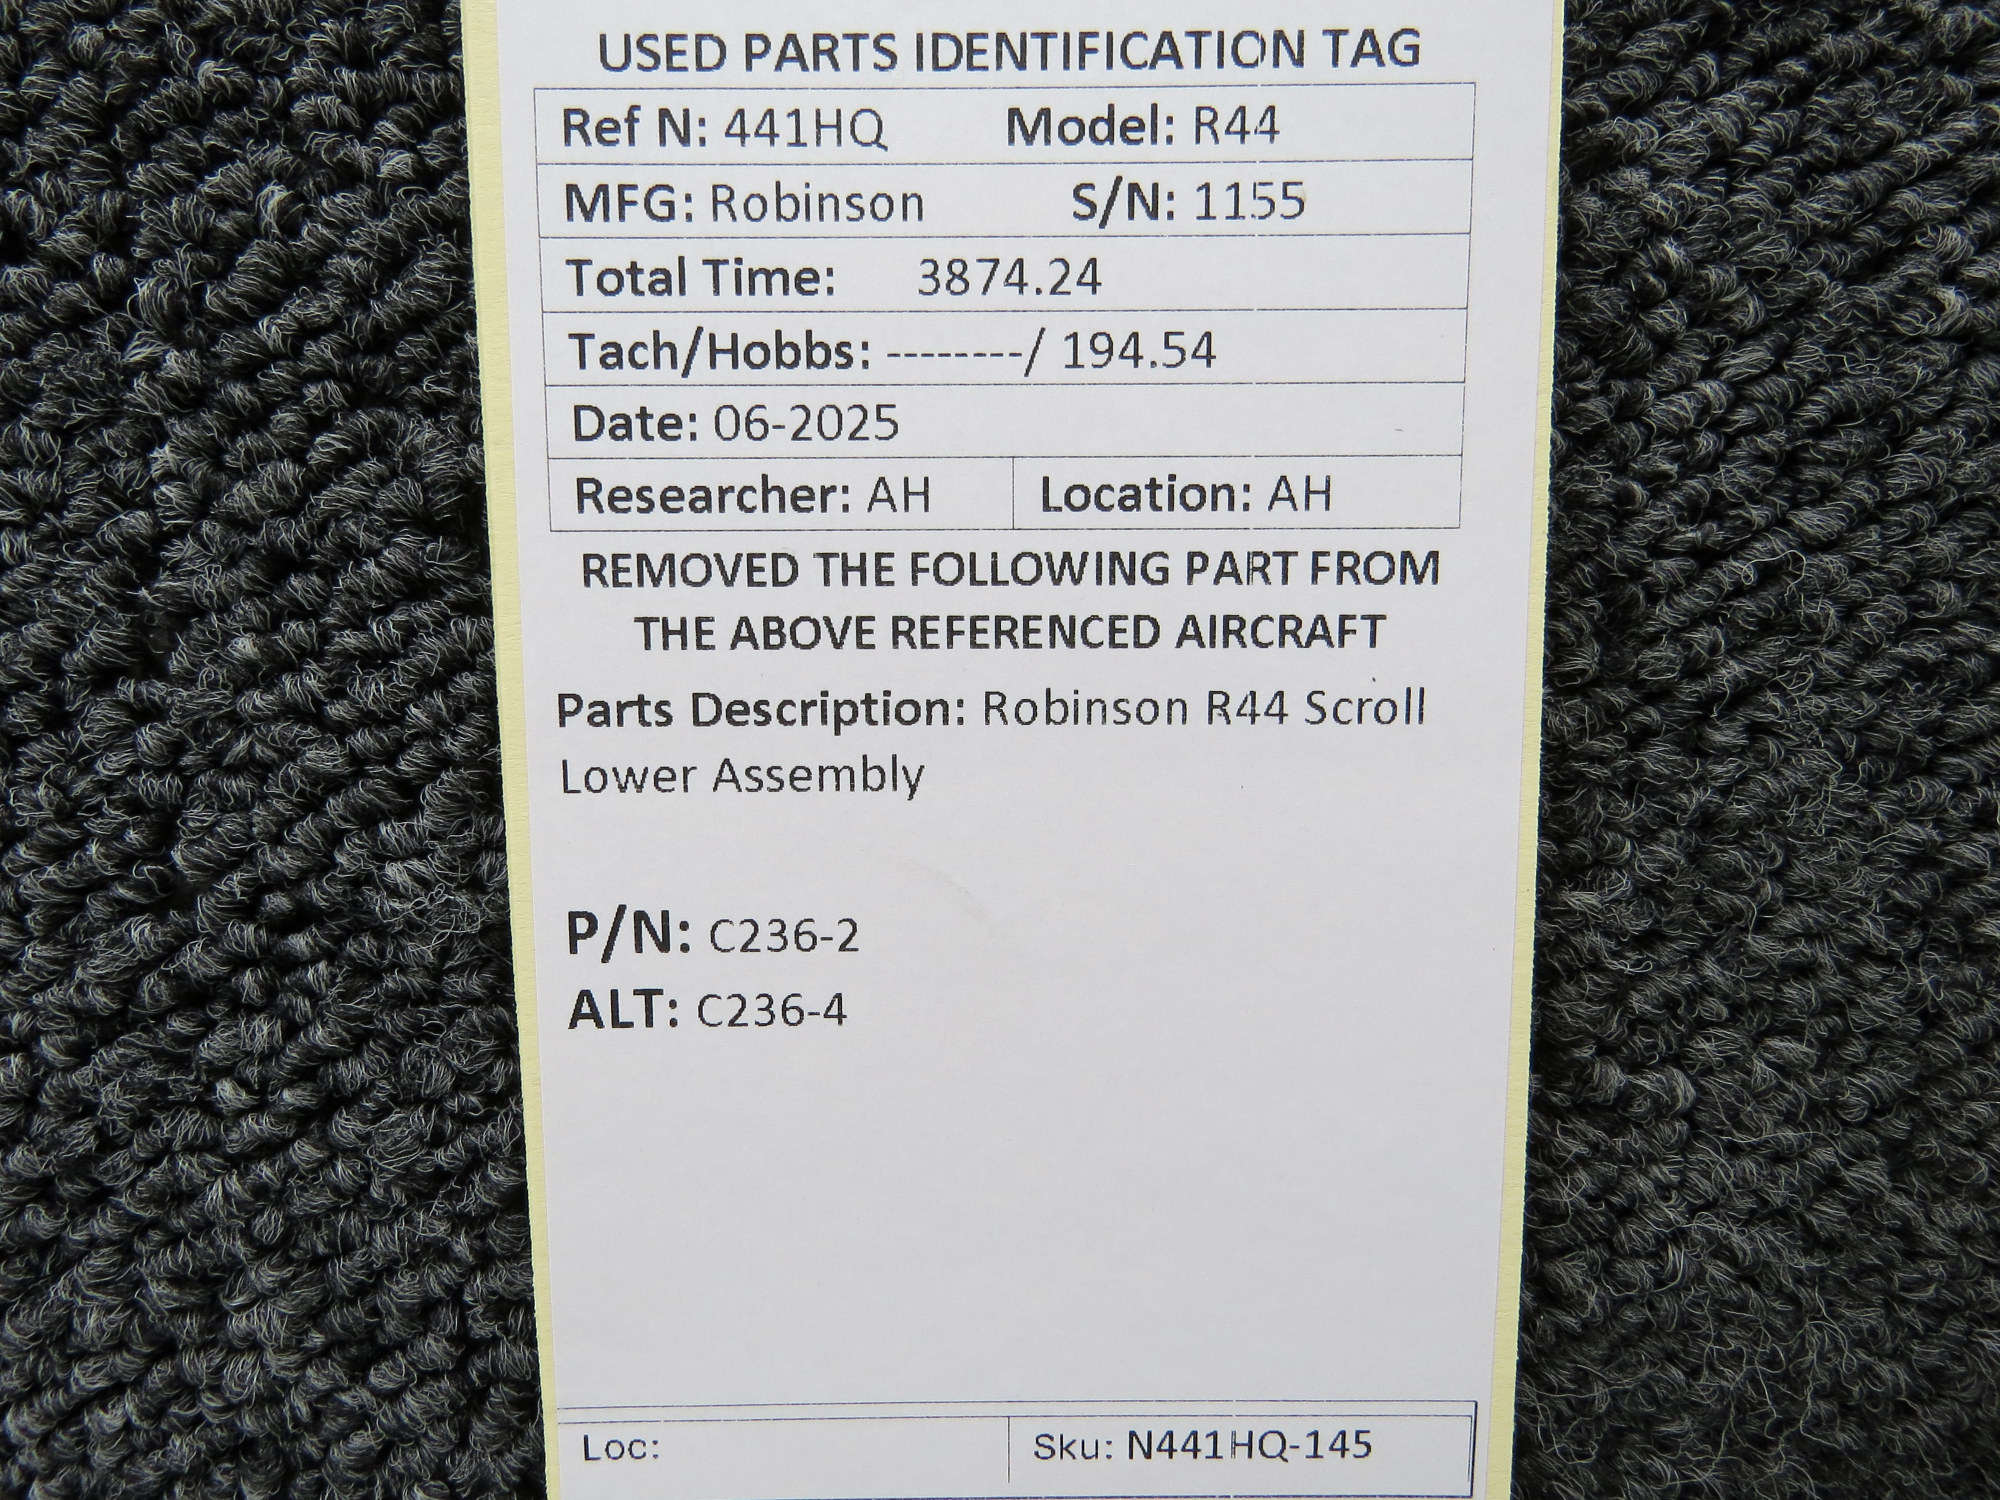 USED PARTS IDENTIFICATION TAG
Ref N: 441HQ Model: R44
MFG: Robinson S/N: 1155
Total Time: 3874.24
Tach/Hobbs: --------/ 194.54
Date: 06-2025
Researcher: AH Location: AH
REMOVED THE FOLLOWING PART FROM
THE ABOVE REFERENCED AIRCRAFT
Parts Description: Robinson R44 Scroll
Lower Assembly
P/N: C236-2
ALT: C236-4
Loc: Sku: N441HQ-145